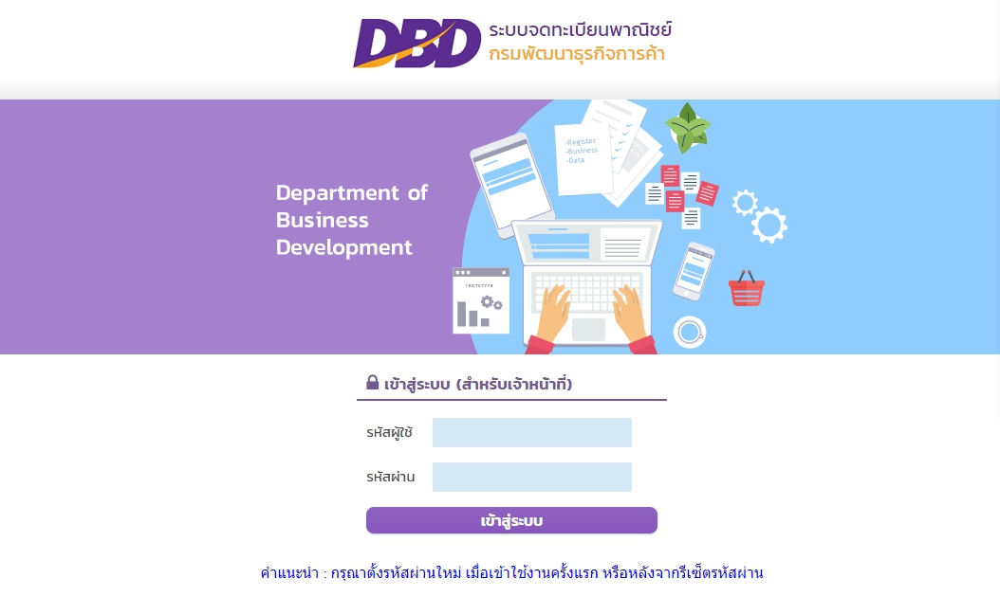 DBD ระบบจดทะเบียนพาณิชย์
กรมพัฒนาธุรกิจการค้า
-Register
-Business
-Data
Department of
Business
Development
PROTOTYPE
เข้าสู่ระบบ (สำหรับเจ้าหน้าที่)
รหัสผู้ใช้
รหัสผ่าน
เข้าสู่ระบบ
คำแนะนำ : กรุณาตั้งรหัสผ่านใหม่ เมื่อเข้าใช้งานครั้งแรก หรือหลังจากรีเซ็ตรหัสผ่าน